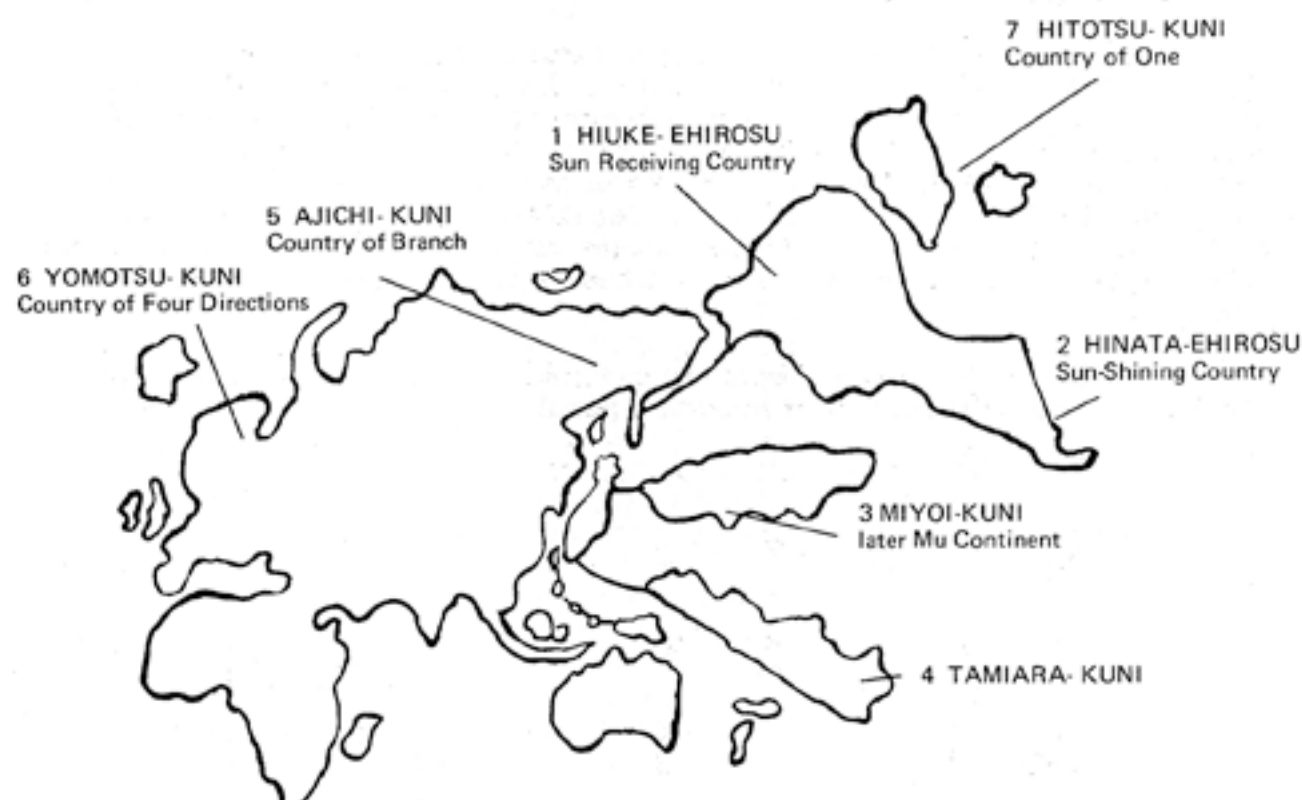 7 HITOTSU- KUNI
Country of One
1 HIUKE- EHIROSU
Sun Receiving Country
5 AJICHI- KUNI
Country of Branch
6 YOMOTSU- KUNI
Country of Four Directions
2 HINATA-EHIROSU
Sun-Shining Country
3 MIYOI-KUNI
later Mu Continent
4 TAMIARA- KUNI